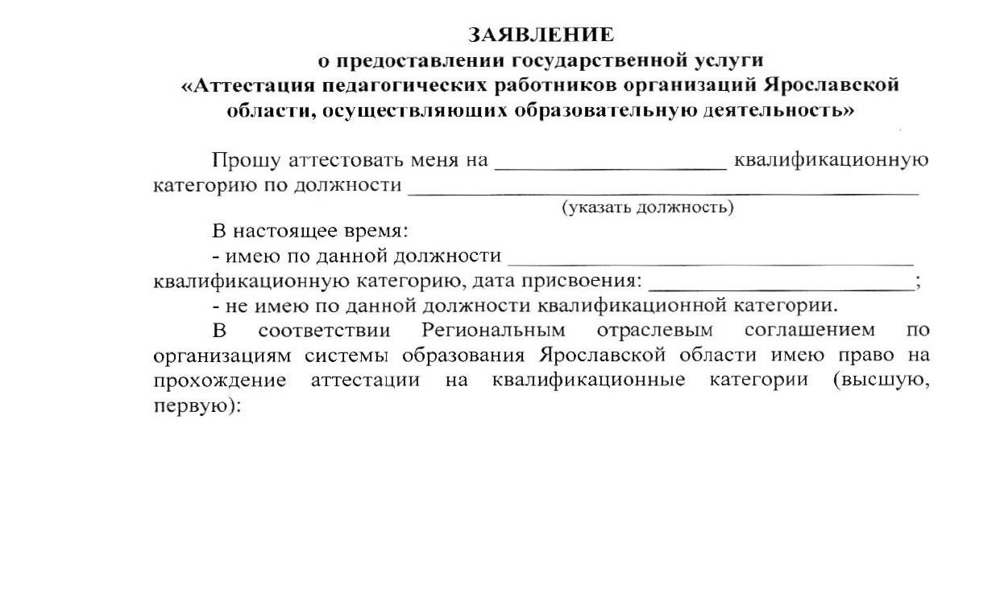 ЗАЯВЛЕНИЕ
о предоставлении государственной услуги
«Аттестация педагогических работников организаций Ярославской
области, осуществляющих образовательную деятельность»
Прошу аттестовать меня на ____________________ квалификационную
категорию по должности ____________________________________________
(указать должность)
В настоящее время:
- имею по данной должности ___________________________________
квалификационную категорию, дата присвоения: _______________________;
- не имею по данной должности квалификационной категории.
В соответствии Региональным отраслевым соглашением по
организациям системы образования Ярославской области имею право на
прохождение аттестации на квалификационные категории (высшую,
первую):